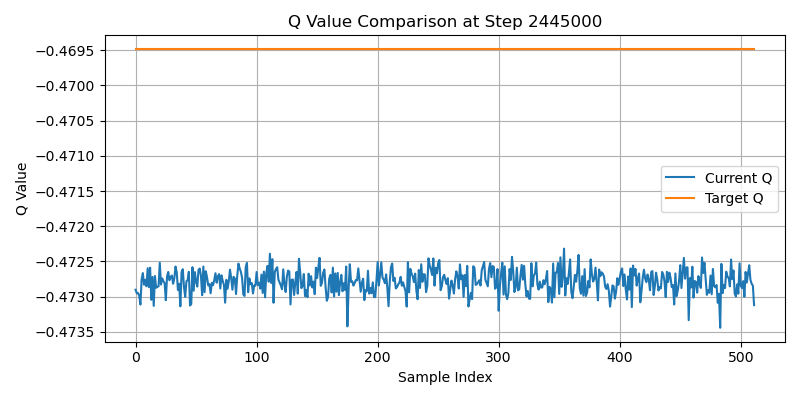 Q Value Comparison at Step 2445000
Q Value
−0.4695
−0.4700
−0.4705
−0.4710
−0.4715
−0.4720
−0.4725
−0.4730
−0.4735
Current Q
Target Q
0 100 200 300 400 500
Sample Index